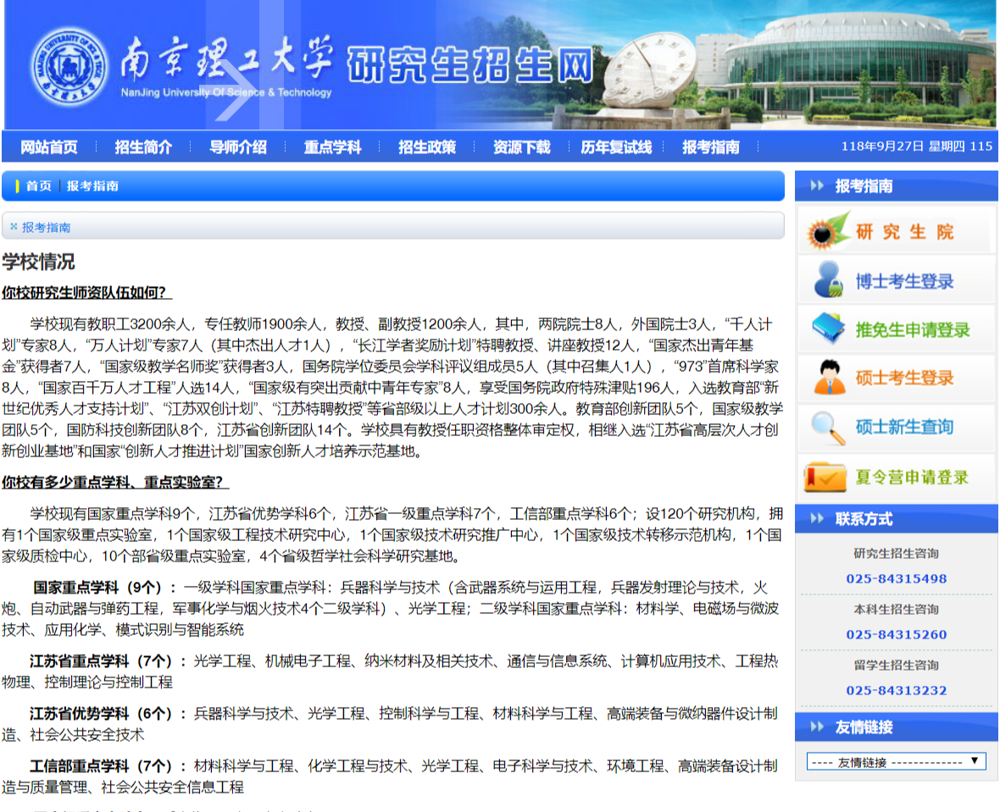 南京理工大学 研究生招生网
NanJing University Of Science & Technology
网站首页 招生简介 导师介绍 重点学科 招生政策 资源下载 历年复试线 报考指南 118年9月27日 星期四 115
首页 报考指南
报考指南
学校情况
你校研究生师资队伍如何？
学校现有教职工3200余人，专任教师1900余人，教授、副教授1200余人，其中，两院院士8人，外国院士3人，“千人计
划”专家8人，“万人计划”专家7人（其中杰出人才1人），“长江学者奖励计划”特聘教授、讲座教授12人，“国家杰出青年基
金”获得者7人，“国家级教学名师奖”获得者3人，国务院学位委员会学科评议组成员5人（其中召集人1人），“973”首席科学家
8人，“国家百千万人才工程”人选14人，“国家级有突出贡献中青年专家”8人，享受国务院政府特殊津贴196人，入选教育部“新
世纪优秀人才支持计划”、“江苏双创计划”、“江苏特聘教授”等省部级以上人才计划300余人。教育部创新团队5个，国家级教学
团队5个，国防科技创新团队8个，江苏省创新团队14个。学校具有教授任职资格整体审定权，相继入选“江苏省高层次人才创
新创业基地”和国家“创新人才推进计划”国家创新人才培养示范基地。
你校有多少重点学科、重点实验室？
学校现有国家重点学科9个，江苏省优势学科6个，江苏省一级重点学科7个，工信部重点学科6个；设120个研究机构，拥
有1个国家级重点实验室，1个国家级工程技术研究中心，1个国家级技术研究推广中心，1个国家级技术转移示范机构，1个国
家级质检中心，10个部省级重点实验室，4个省级哲学社会科学研究基地。
国家重点学科（9个）：一级学科国家重点学科：兵器科学与技术（含武器系统与运用工程，兵器发射理论与技术，火
炮、自动武器与弹药工程，军事化学与烟火技术4个二级学科）、光学工程；二级学科国家重点学科：材料学、电磁场与微波
技术、应用化学、模式识别与智能系统
江苏省重点学科（7个）：光学工程、机械电子工程、纳米材料及相关技术、通信与信息系统、计算机应用技术、工程热
物理、控制理论与控制工程
江苏省优势学科（6个）：兵器科学与技术、光学工程、控制科学与工程、材料科学与工程、高端装备与微纳器件设计制
造、社会公共安全技术
工信部重点学科（7个）：材料科学与工程、化学工程与技术、光学工程、电子科学与技术、环境工程、高端装备设计制
造与质量管理、社会公共安全信息工程
报考指南
研究生院
博士考生登录
推免生申请登录
硕士考生登录
硕士新生查询
夏令营申请登录
联系方式
研究生招生咨询
025-84315498
本科生招生咨询
025-84315260
留学生招生咨询
025-84313232
友情链接
---- 友情链接 -------------